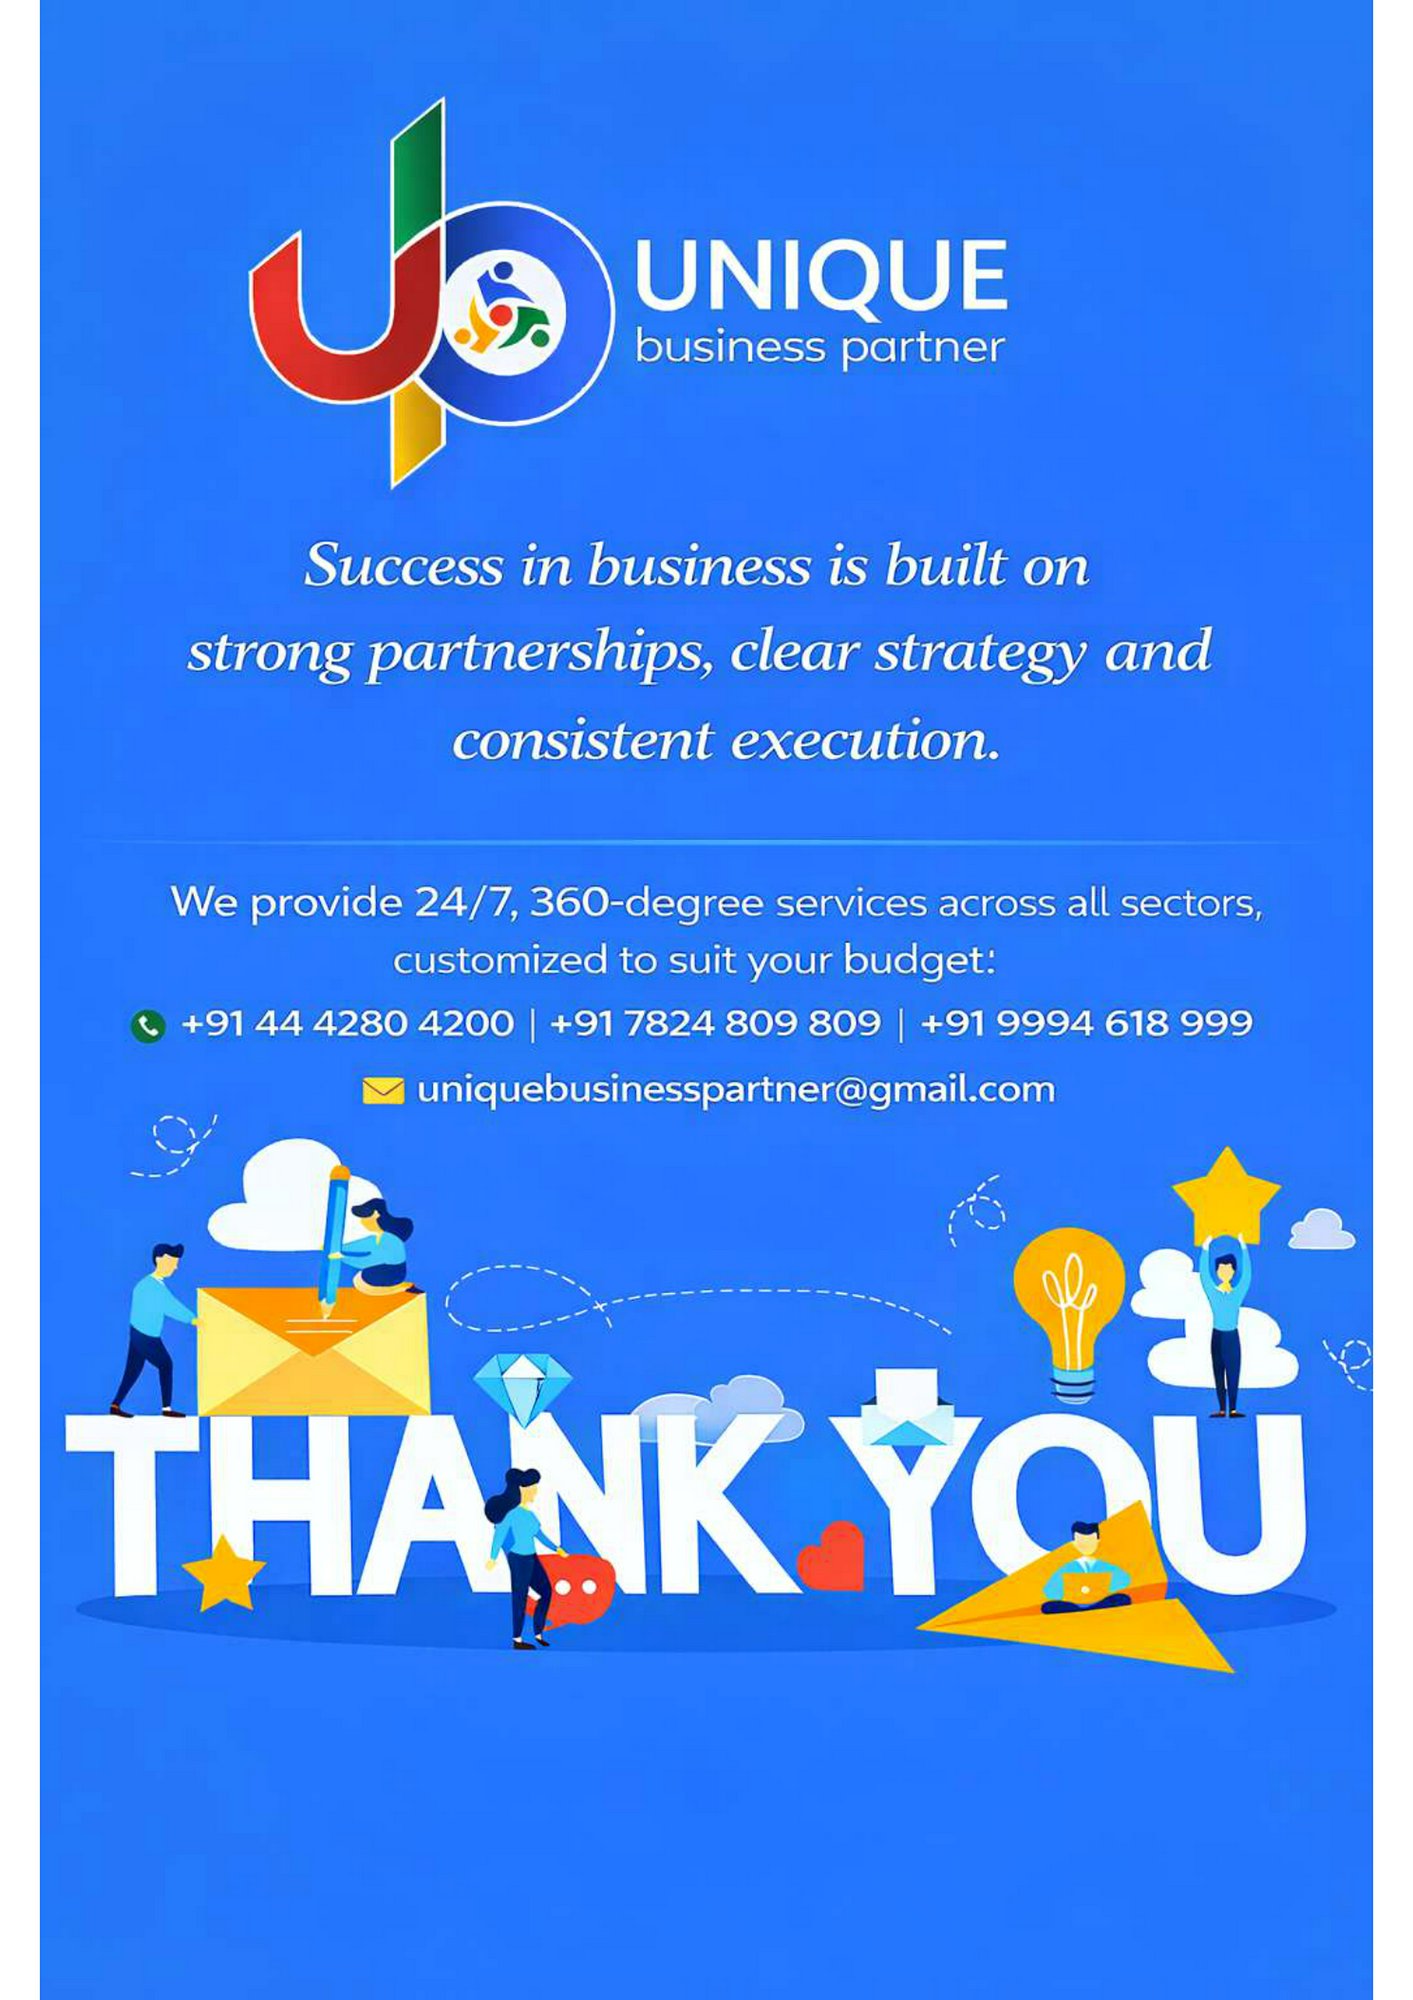 UNIQUE
business partner
Success in business is built on
strong partnerships, clear strategy and
consistent execution.
We provide 24/7, 360-degree services across all sectors,
customized to suit your budget:
+91 44 4280 4200 | +91 7824 809 809 | +91 9994 618 999
uniquebusinesspartner@gmail.com
THANK YOU